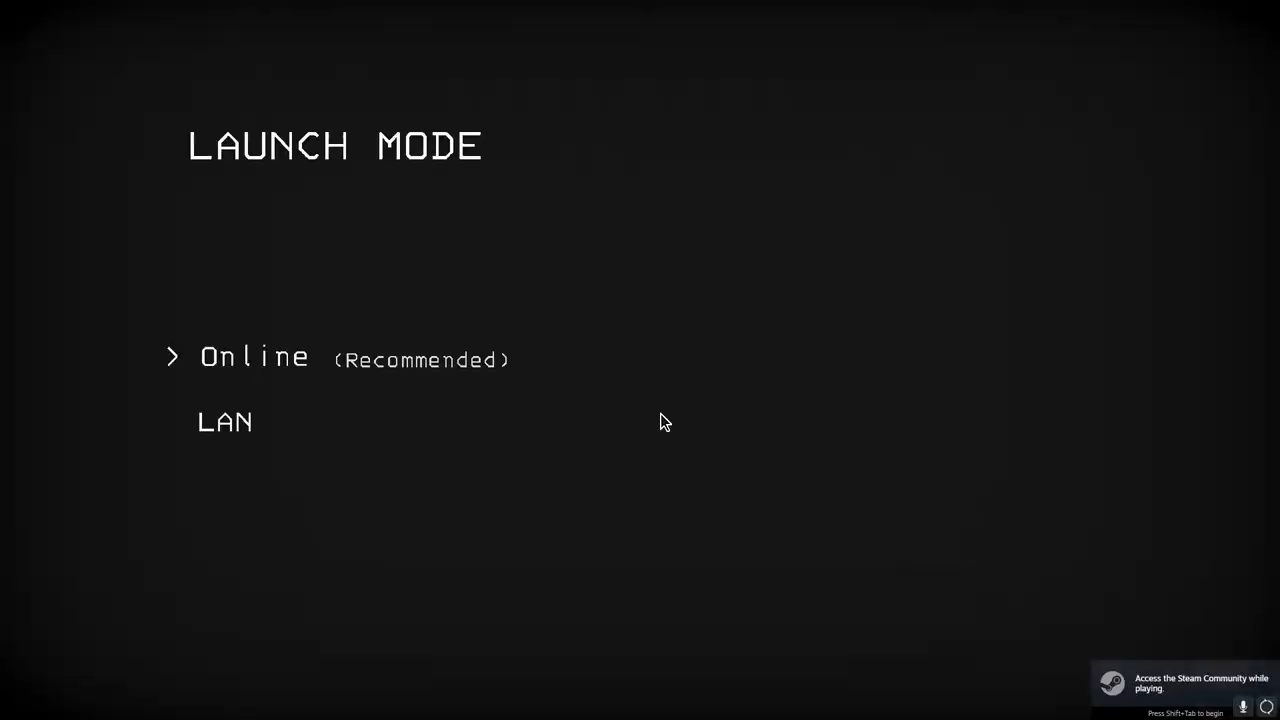 LAUNCH MODE
> Online (Recommended)
LAN
Access the Steam Community while
playing.
Press Shift+Tab to begin